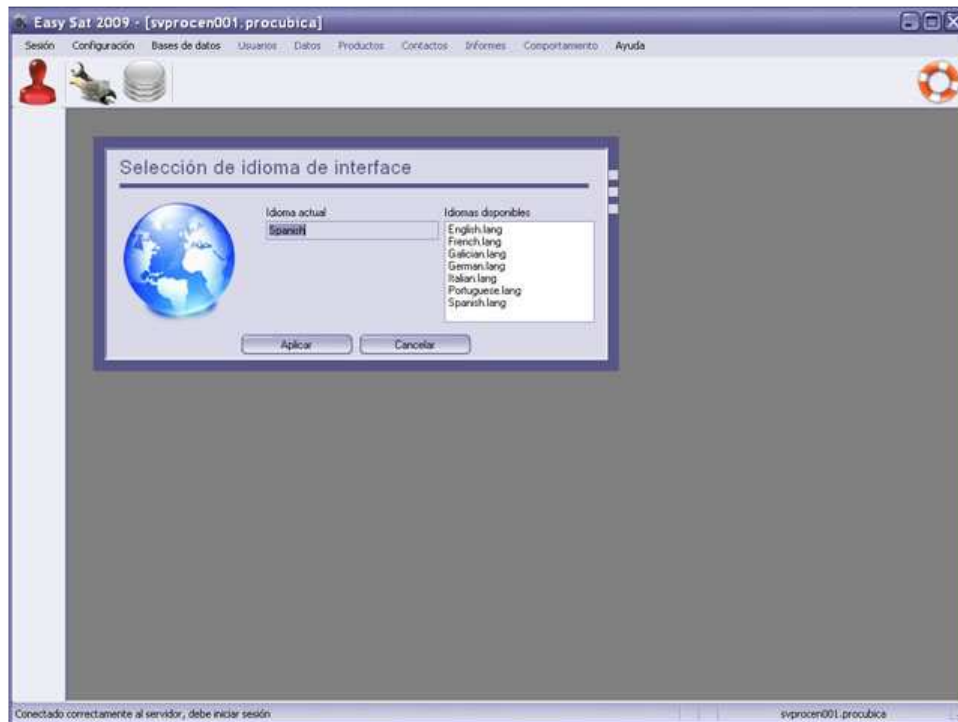 Easy Sat 2009 - [svprocen001.procubica]
Sesión Configuración Bases de datos Usuarios Datos Productos Contactos Informes Comportamiento Ayuda
Selección de idioma de interface
Idioma actual
Spanish
Idiomas disponibles
English.lang
French.lang
Galician.lang
German.lang
Italian.lang
Portuguese.lang
Spanish.lang
Aplicar Cancelar
Conectado correctamente al servidor, debe iniciar sesión svprocen001.procubica